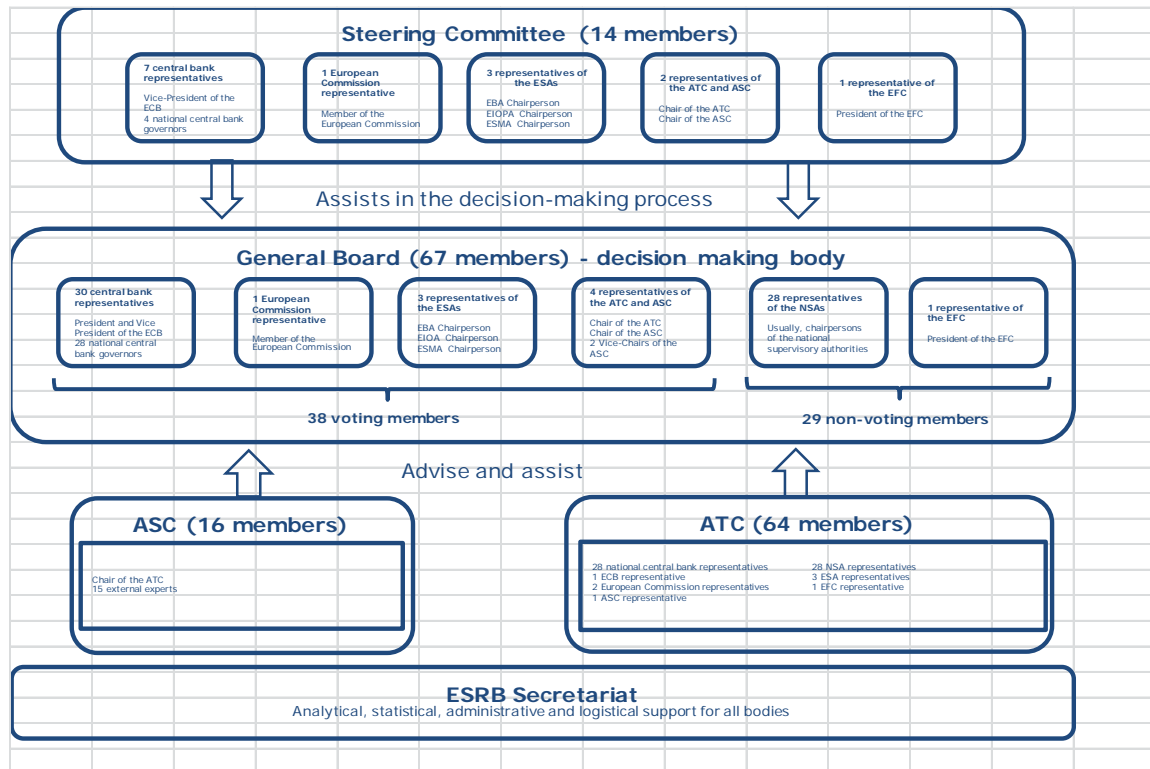 Steering Committee (14 members)
7 central bank
representatives
Vice-President of the
ECB
4 national central bank
governors
1 European
Commission
representative
Member of the
European Commission
3 representatives of
the ESAs
EBA Chairperson
EIOPA Chairperson
ESMA Chairperson
2 representatives of
the ATC and ASC
Chair of the ATC
Chair of the ASC
1 representative of
the EFC
President of the EFC
Assists in the decision-making process
General Board (67 members) - decision making body
30 central bank
representatives
President and Vice
President of the ECB
28 national central
bank governors
1 European
Commission
representative
Member of the
European Commission
3 representatives of
the ESAs
EBA Chairperson
EIOA Chairperson
ESMA Chairperson
4 representatives of
the ATC and ASC
Chair of the ATC
Chair of the ASC
2 Vice-Chairs of the
ASC
28 representatives
of the NSAs
Usually, chairpersons
of the national
supervisory authorities
1 representative of
the EFC
President of the EFC
38 voting members
29 non-voting members
Advise and assist
ASC (16 members)
Chair of the ATC
15 external experts
ATC (64 members)
28 national central bank representatives
1 ECB representative
2 European Commission representatives
1 ASC representative
28 NSA representatives
3 ESA representatives
1 EFC representative
ESRB Secretariat
Analytical, statistical, administrative and logistical support for all bodies